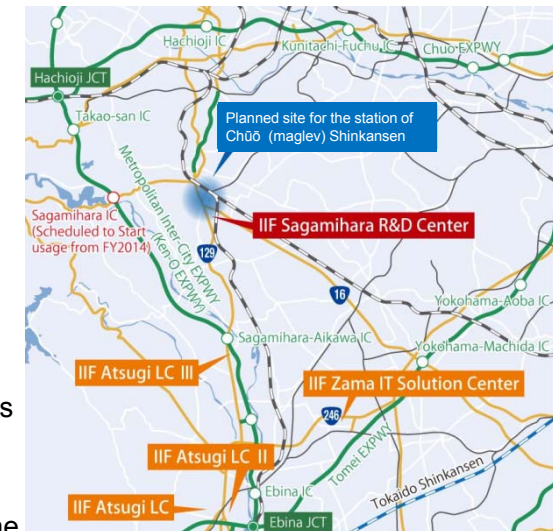 Hachioji IC
Kunitachi-Fuchu IC
Chuo EXPWY
Hachioji JCT
Takao-san IC
Planned site for the station of
Chūō (maglev) Shinkansen
Metropolitan Inter-City EXPWY
(Ken-O EXPWY)
Sagamihara IC
(Scheduled to Start
usage from FY2014)
IIF Sagamihara R&D Center
129
16
Yokohama-Aoba IC
Sagamihara-Aikawa IC
Yokohama-Machida IC
IIF Atsugi LC III
IIF Zama IT Solution Center
s
246
IIF Atsugi LC II
Tomei EXPWY
Ebina IC
Tokaido Shinkansen
IIF Atsugi LC
Ebina JCT
ne